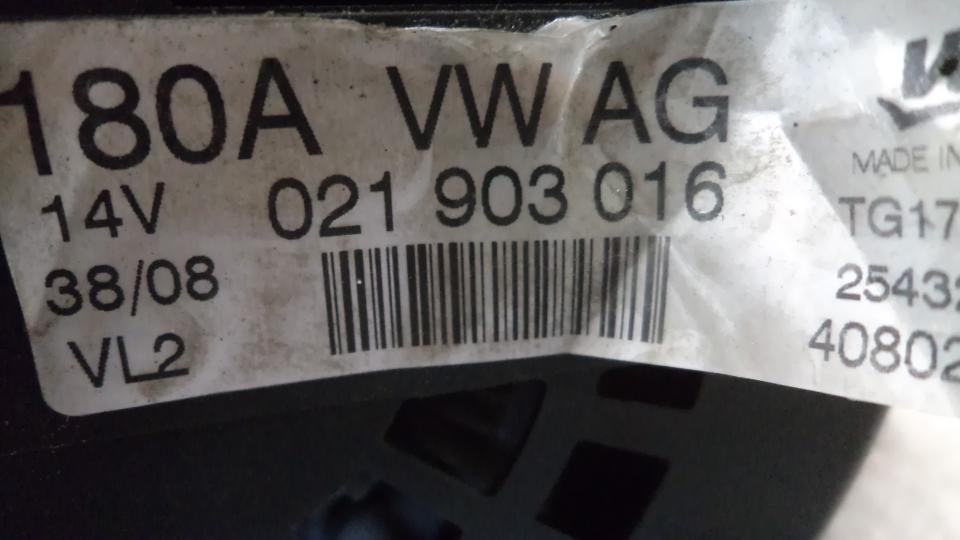 180A VW AG
14V 021 903 016
38/08
VL2
MADE IN
TG17
25432
40802